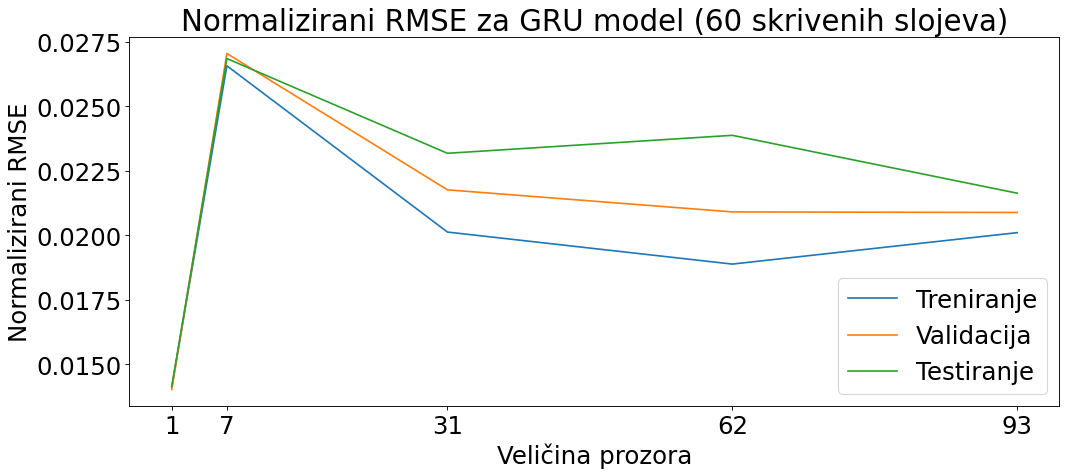 Normalizirani RMSE za GRU model (60 skrivenih slojeva)
Normalizirani RMSE
0.0275
0.0250
0.0225
0.0200
0.0175
0.0150
Treniranje
Validacija
Testiranje
1 7 31 62 93
Veličina prozora